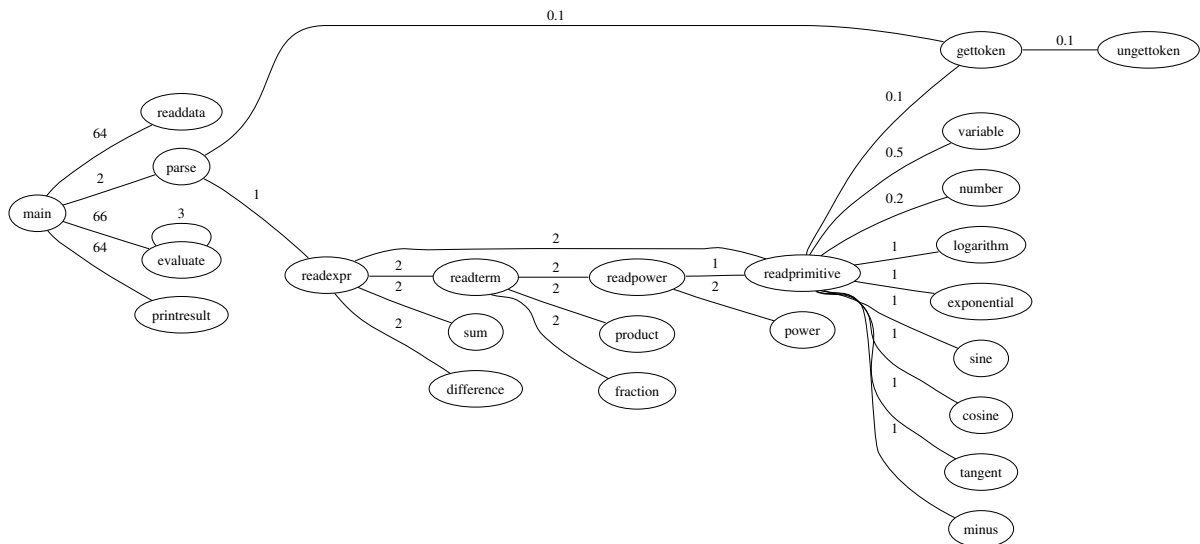 0.1
gettoken
0.1
ungettoken
readdata
64
0.1
variable
parse
2
0.5
number
main
1
0.2
3
66
evaluate
64
2
1
logarithm
readexpr
2
readterm
2
readpower
1
readprimitive
1
exponential
2
2
2
1
printresult
2
sum
2
product
power
1
sine
difference
fraction
1
cosine
1
tangent
minus